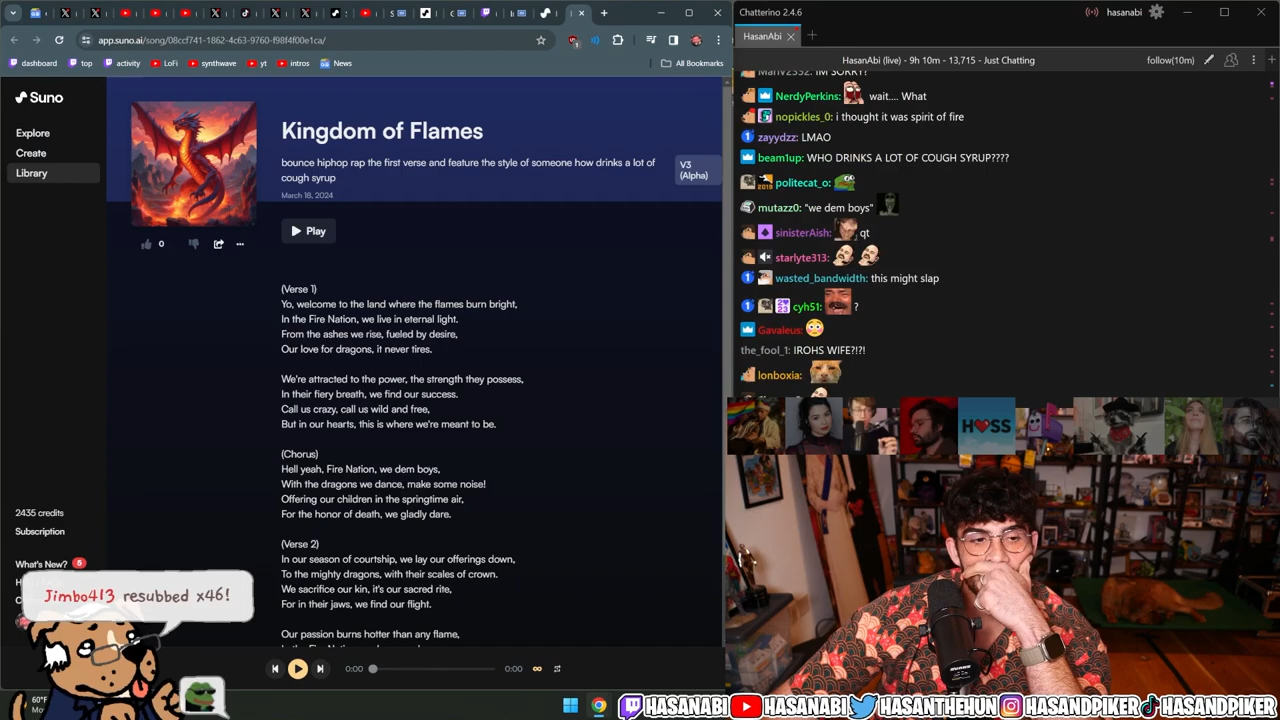 app.suno.ai/song/08ccf741-1862-4c63-9760-f98f4f00e1ca/
dashboard
top
activity
LoFi
synthwave
yt
intros
News
All Bookmarks
Suno
Explore
Create
Library
2435 credits
Subscription
What's New?
5
Kingdom of Flames
bounce hiphop rap the first verse and feature the style of someone how drinks a lot of
cough syrup
V3
(Alpha)
March 18, 2024
0
Play
(Verse 1)
Yo, welcome to the land where the flames burn bright,
In the Fire Nation, we live in eternal light.
From the ashes we rise, fueled by desire,
Our love for dragons, it never tires.
We're attracted to the power, the strength they possess,
In their fiery breath, we find our success.
Call us crazy, call us wild and free,
But in our hearts, this is where we're meant to be.
(Chorus)
Hell yeah, Fire Nation, we dem boys,
With the dragons we dance, make some noise!
Offering our children in the springtime air,
For the honor of death, we gladly dare.
(Verse 2)
In our season of courtship, we lay our offerings down,
To the mighty dragons, with their scales of crown.
We sacrifice our kin, it's our sacred rite,
For in their jaws, we find our flight.
Our passion burns hotter than any flame,
0:00
0:00
Jimbo413 resubbed x46!
60°F
Chatterino 2.4.6
hasanabi
HasanAbi
HasanAbi (live) - 9h 10m - 13,715 - Just Chatting
follow(10m)
NerdyPerkins: wait.... What
nopickles_0: i thought it was spirit of fire
zayydzz: LMAO
beam1up: WHO DRINKS A LOT OF COUGH SYRUP????
politecat_o:
mutazz0: "we dem boys"
sinisterAish: qt
starlyte313:
wasted_bandwidth: this might slap
cyh51: ?
Gavaleus:
the_fool_1: IROHS WIFE?!?!
lonboxia:
H♥SS
HASANABI
HASANABI
HASANTHEHUN
HASANDPIKER
HASANDPIKER